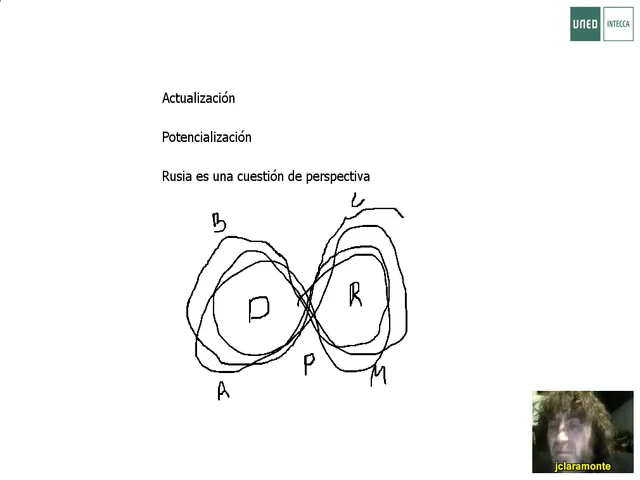 UNED INTECCA
Actualización
Potencialización
Rusia es una cuestión de perspectiva
B
L
D
R
P
A
M
jclaramonte